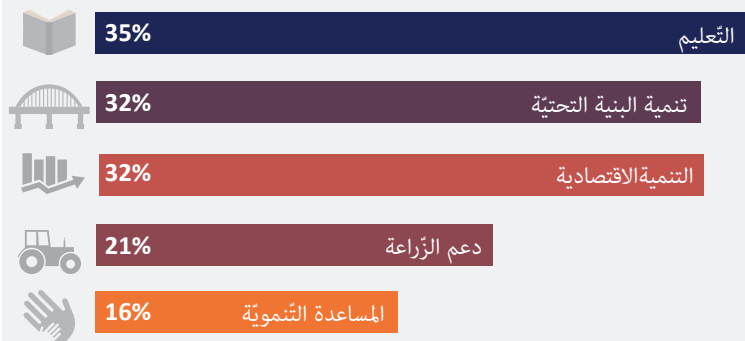 التّعليم 35%
تنمية البنية التحتيّة 32%
التنميةالاقتصادية 32%
دعم الزّراعة 21%
المساعدة التّنمويّة 16%